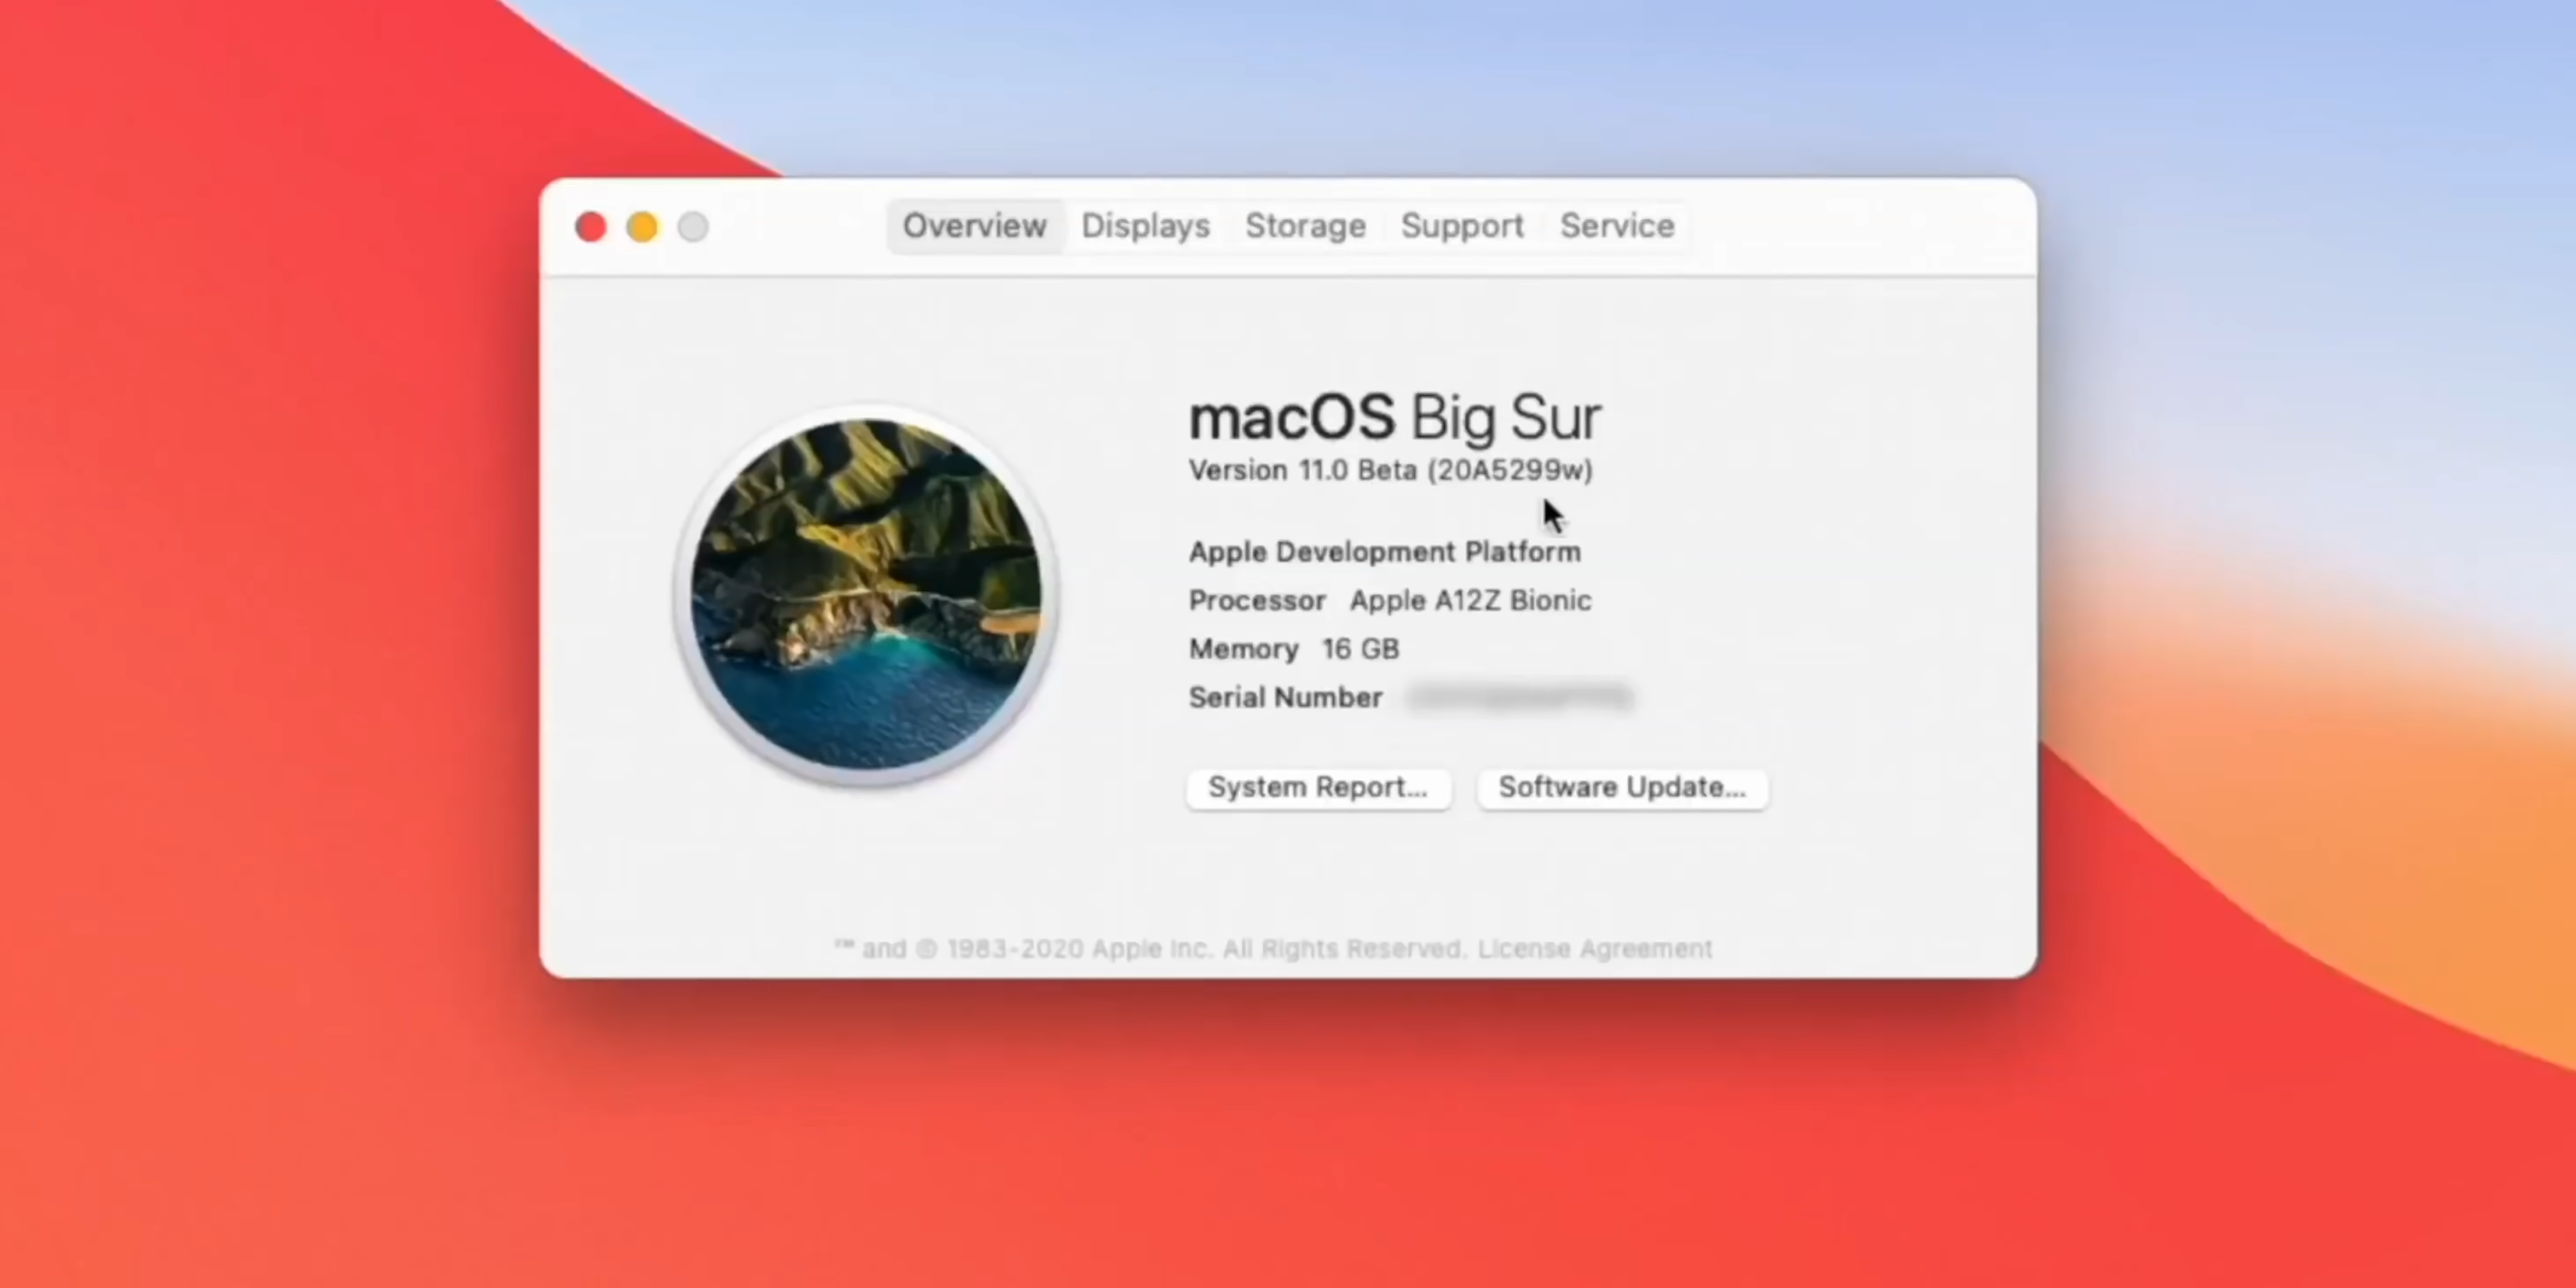 Overview Displays Storage Support Service
macOS Big Sur
Version 11.0 Beta (20A5299w)
Apple Development Platform
Processor Apple A12Z Bionic
Memory 16 GB
Serial Number
System Report... Software Update...
™ and © 1983-2020 Apple Inc. All Rights Reserved. License Agreement